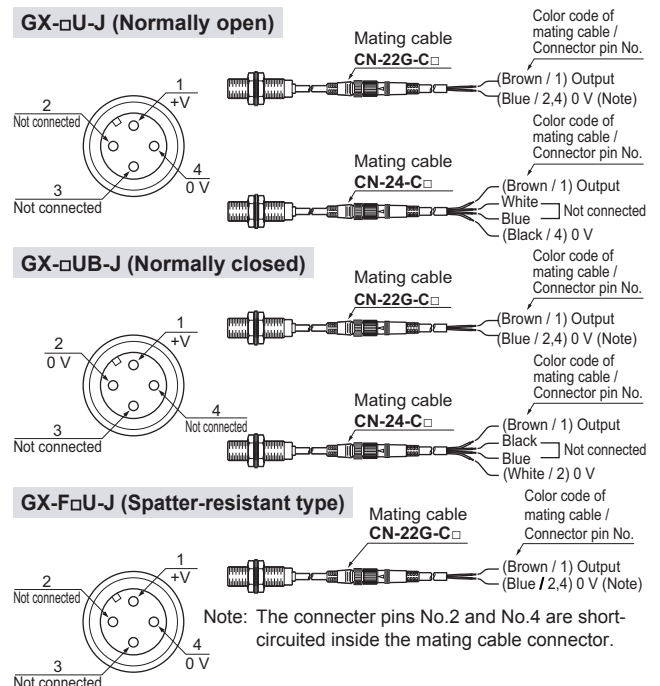 GX-□U-J (Normally open)
1
+V
2
Not connected
4
0 V
3
Not connected
Mating cable
CN-22G-C□
Color code of
mating cable /
Connector pin No.
(Brown / 1) Output
(Blue / 2,4) 0 V (Note)
Mating cable
CN-24-C□
Color code of
mating cable /
Connector pin No.
(Brown / 1) Output
White
Blue
Not connected
(Black / 4) 0 V
GX-□UB-J (Normally closed)
1
+V
2
0 V
4
Not connected
3
Not connected
Mating cable
CN-22G-C□
Color code of
mating cable /
Connector pin No.
(Brown / 1) Output
(Blue / 2,4) 0 V (Note)
Mating cable
CN-24-C□
Color code of
mating cable /
Connector pin No.
(Brown / 1) Output
Black
Blue
Not connected
(White / 2) 0 V
GX-F□U-J (Spatter-resistant type)
1
+V
2
Not connected
4
0 V
3
Not connected
Mating cable
CN-22G-C□
Color code of
mating cable /
Connector pin No.
(Brown / 1) Output
(Blue / 2,4) 0 V (Note)
Note: The connecter pins No.2 and No.4 are short-
circuited inside the mating cable connector.